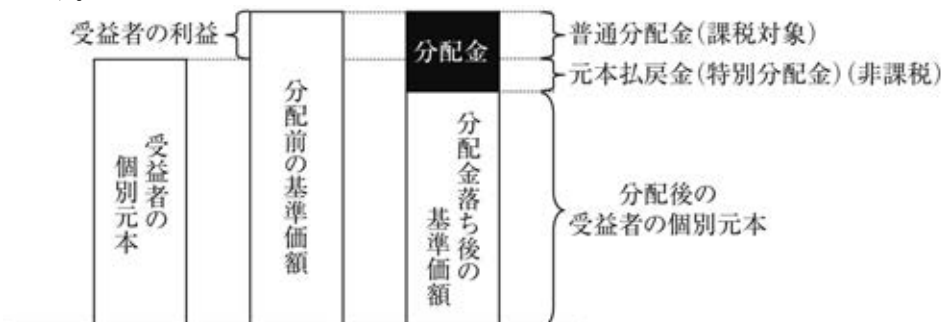 受益者の利益
受益者の
個別元本
分配前の基準価額
分配金
分配金落ち後の
基準価額
普通分配金(課税対象)
元本払戻金(特別分配金)(非課税)
分配後の
受益者の個別元本